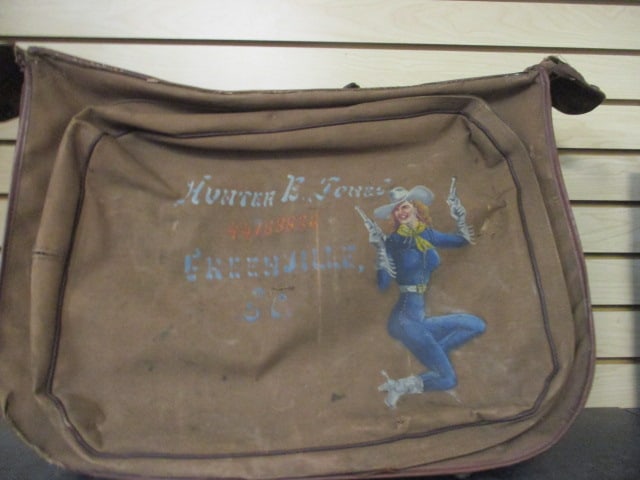 Hunter B. Jones
Greenville,
SC